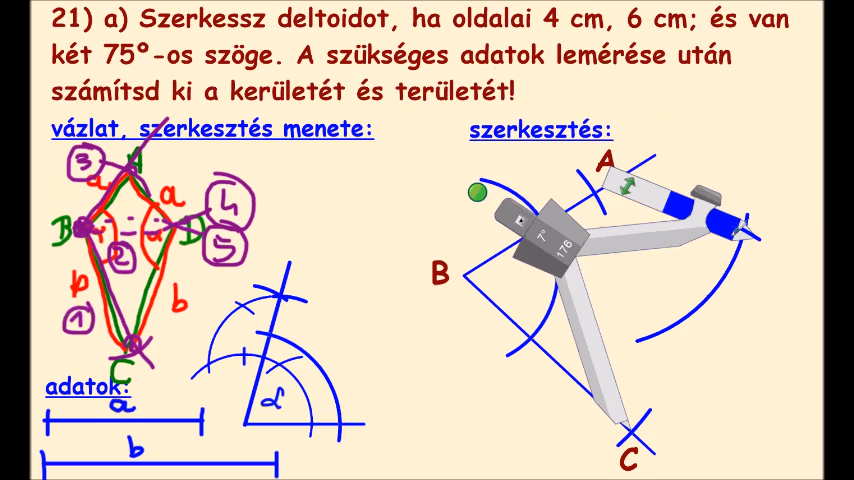 21) a) Szerkessz deltoidot, ha oldalai 4 cm, 6 cm; és van
két 75º-os szöge. A szükséges adatok lemérése után
számítsd ki a kerületét és területét!
vázlat, szerkesztés menete:
szerkesztés:
3 A
a a
4
B D
2 α 5
b b
1
C
A
7° 176
B
C
adatok:
a
α
b